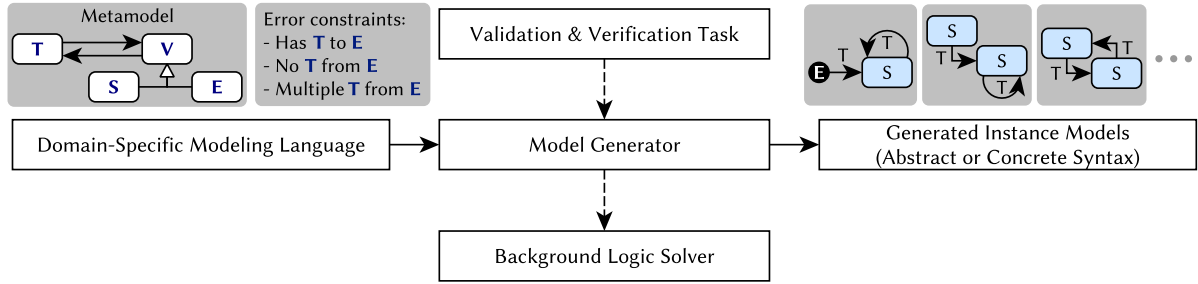 Metamodel
T
V
S
E
Error constraints:
- Has T to E
- No T from E
- Multiple T from E
Validation & Verification Task
E
T
T
S
S
T
S
T
S
T
T
S
Domain-Specific Modeling Language
Model Generator
Generated Instance Models
(Abstract or Concrete Syntax)
Background Logic Solver